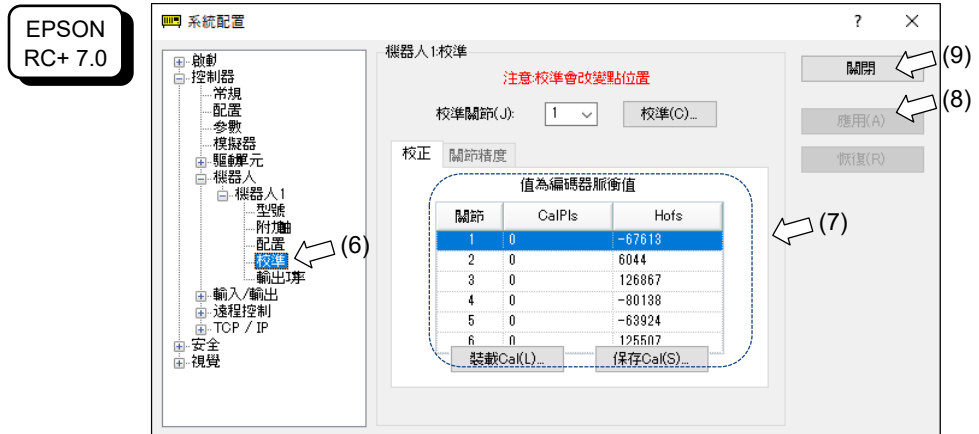 EPSON
RC+ 7.0
系統配置
?
啟動
控制器
常規
配置
參數
模擬器
驅動單元
機器人
機器人1
型號
附加軸
配置
校準
(6)
輸出功率
輸入/輸出
遠程控制
TCP / IP
安全
視覺
機器人1:校準
注意:校準會改變點位置
校準關節(J):
1
校準(C)...
校正
關節精度
值為編碼器脈衝值
關節 CalPls Hofs
1 0 -67613
2 0 6044
3 0 126867
4 0 -80138
5 0 -63924
6 0 125507
裝載Cal(L)...
保存Cal(S)...
(7)
關閉
(9)
應用(A)
(8)
恢復(R)